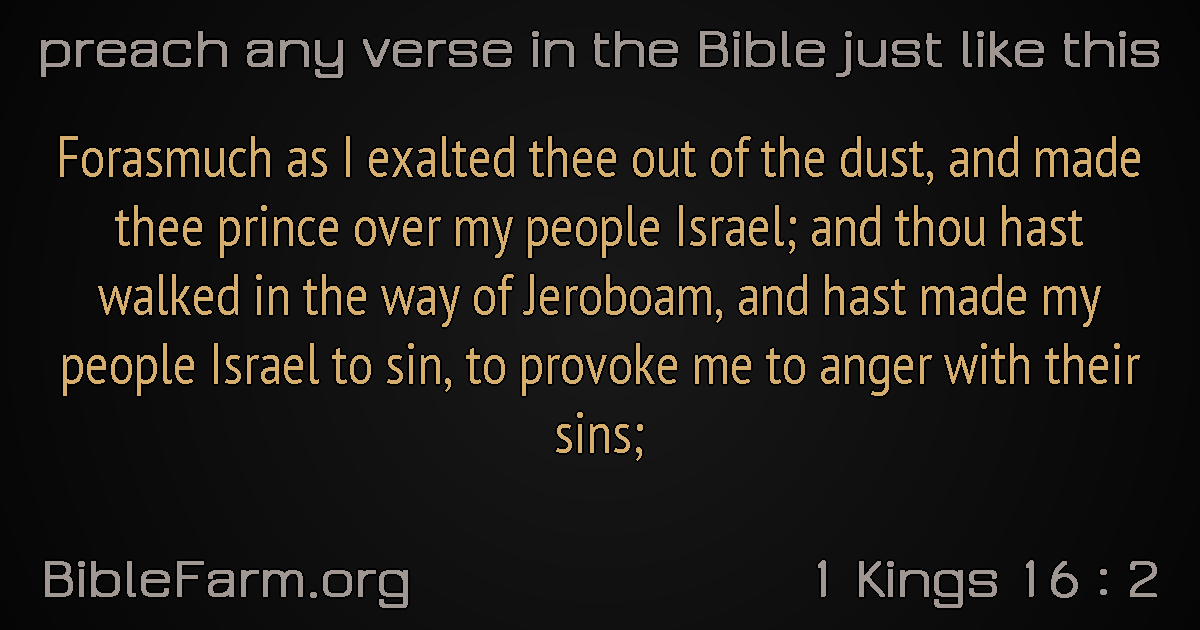 preach any verse in the Bible just like this
Forasmuch as I exalted thee out of the dust, and made
thee prince over my people Israel; and thou hast
walked in the way of Jeroboam, and hast made my
people Israel to sin, to provoke me to anger with their
sins;
BibleFarm.org
1 Kings 16 : 2